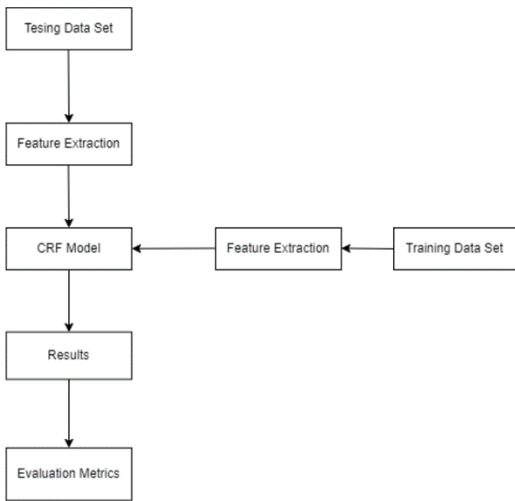 Tesing Data Set
Feature Extraction
CRF Model
Feature Extraction
Training Data Set
Results
Evaluation Metrics